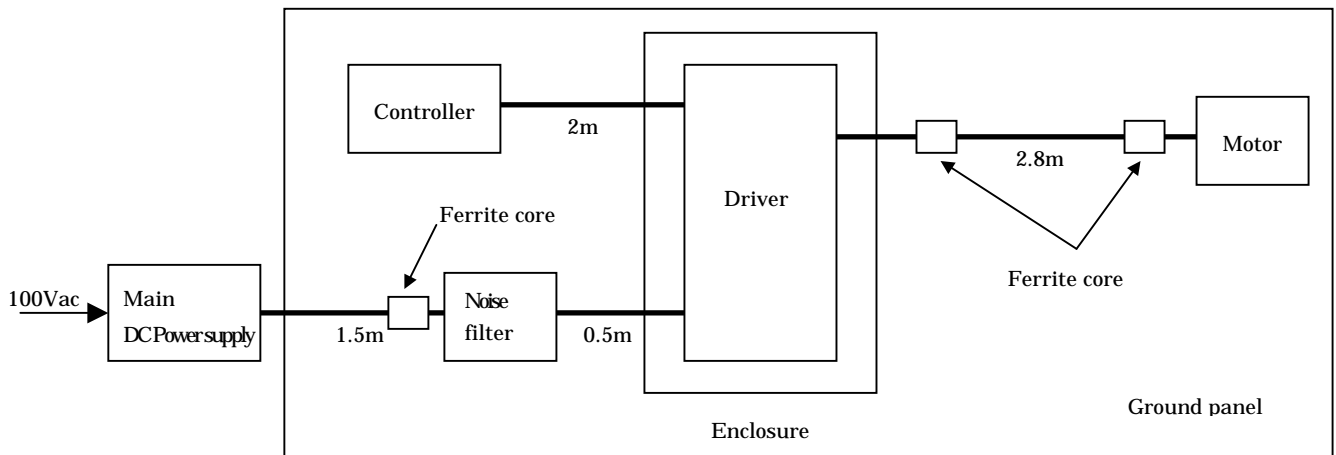 Controller
2m
Driver
2.8m
Motor
Ferrite core
Ferrite core
100Vac
Main
DC Power supply
1.5m
Noise
filter
0.5m
Enclosure
Ground panel